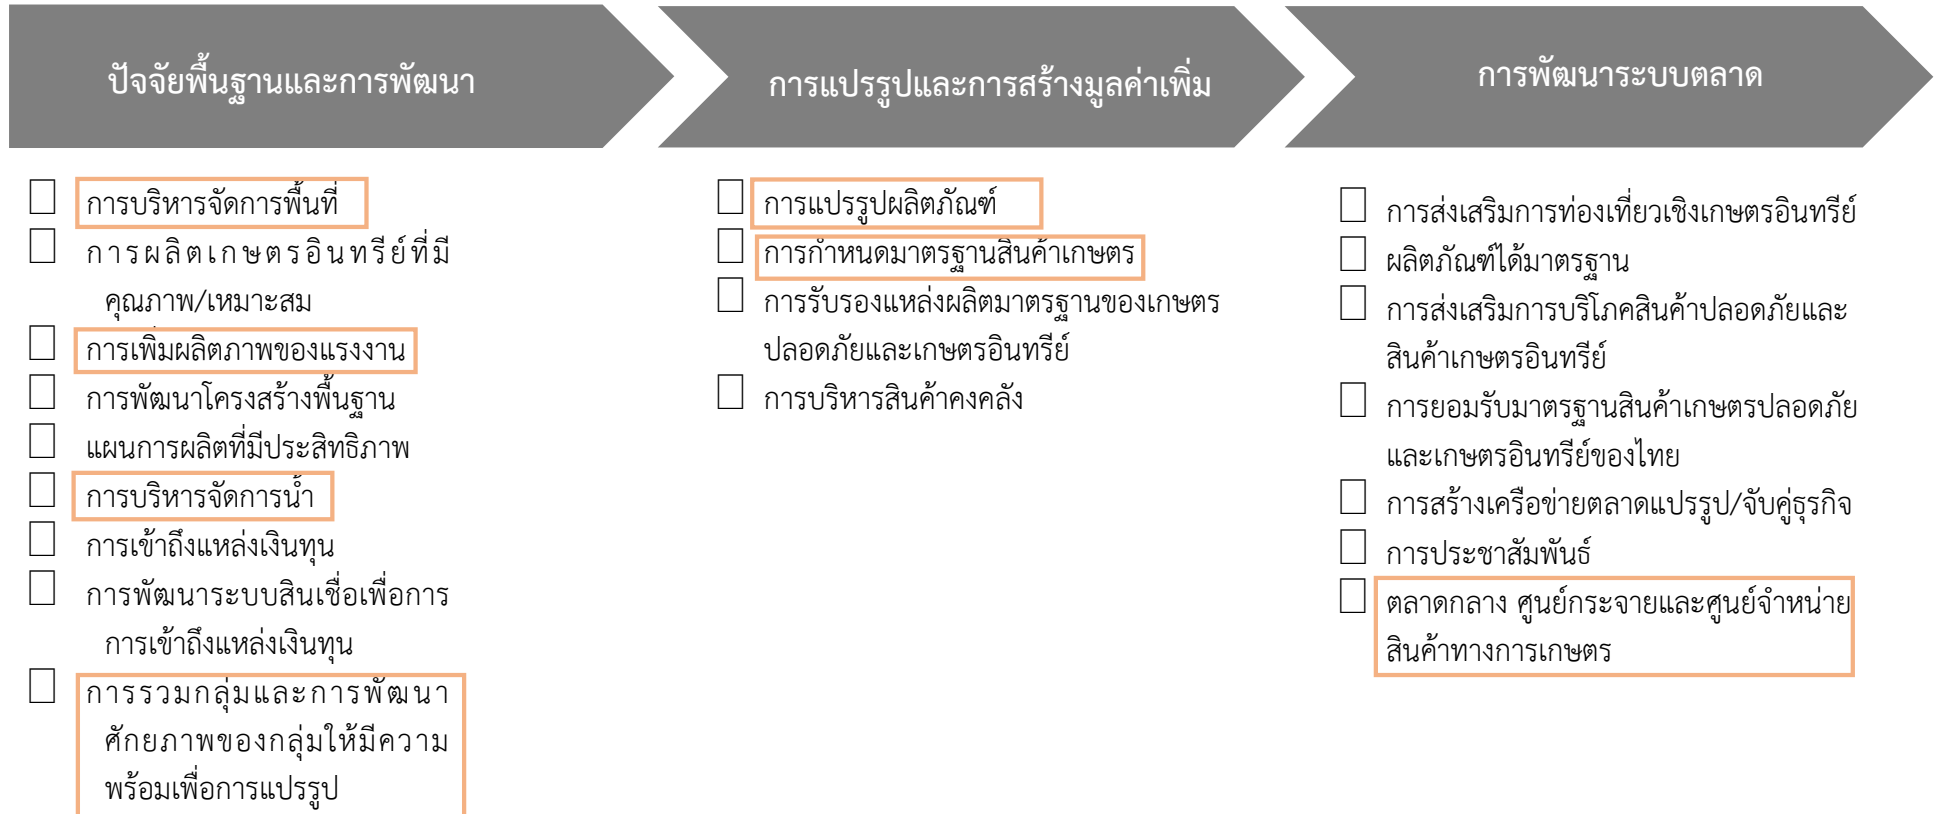 ปัจจัยพื้นฐานและการพัฒนา
การแปรรูปและการสร้างมูลค่าเพิ่ม
การพัฒนาระบบตลาด
การบริหารจัดการพื้นที่
การผลิตเกษตรอินทรีย์ที่มี
คุณภาพ/เหมาะสม
การเพิ่มผลิตภาพของแรงงาน
การพัฒนาโครงสร้างพื้นฐาน
แผนการผลิตที่มีประสิทธิภาพ
การบริหารจัดการน้ำ
การเข้าถึงแหล่งเงินทุน
การพัฒนาระบบสินเชื่อเพื่อการ
การเข้าถึงแหล่งเงินทุน
การรวมกลุ่มและการพัฒนา
ศักยภาพของกลุ่มให้มีความ
พร้อมเพื่อการแปรรูป
การแปรรูปผลิตภัณฑ์
การกำหนดมาตรฐานสินค้าเกษตร
การรับรองแหล่งผลิตมาตรฐานของเกษตร
ปลอดภัยและเกษตรอินทรีย์
การบริหารสินค้าคงคลัง
การส่งเสริมการท่องเที่ยวเชิงเกษตรอินทรีย์
ผลิตภัณฑ์ได้มาตรฐาน
การส่งเสริมการบริโภคสินค้าปลอดภัยและ
สินค้าเกษตรอินทรีย์
การยอมรับมาตรฐานสินค้าเกษตรปลอดภัย
และเกษตรอินทรีย์ของไทย
การสร้างเครือข่ายตลาดแปรรูป/จับคู่ธุรกิจ
การประชาสัมพันธ์
ตลาดกลาง ศูนย์กระจายและศูนย์จำหน่าย
สินค้าทางการเกษตร